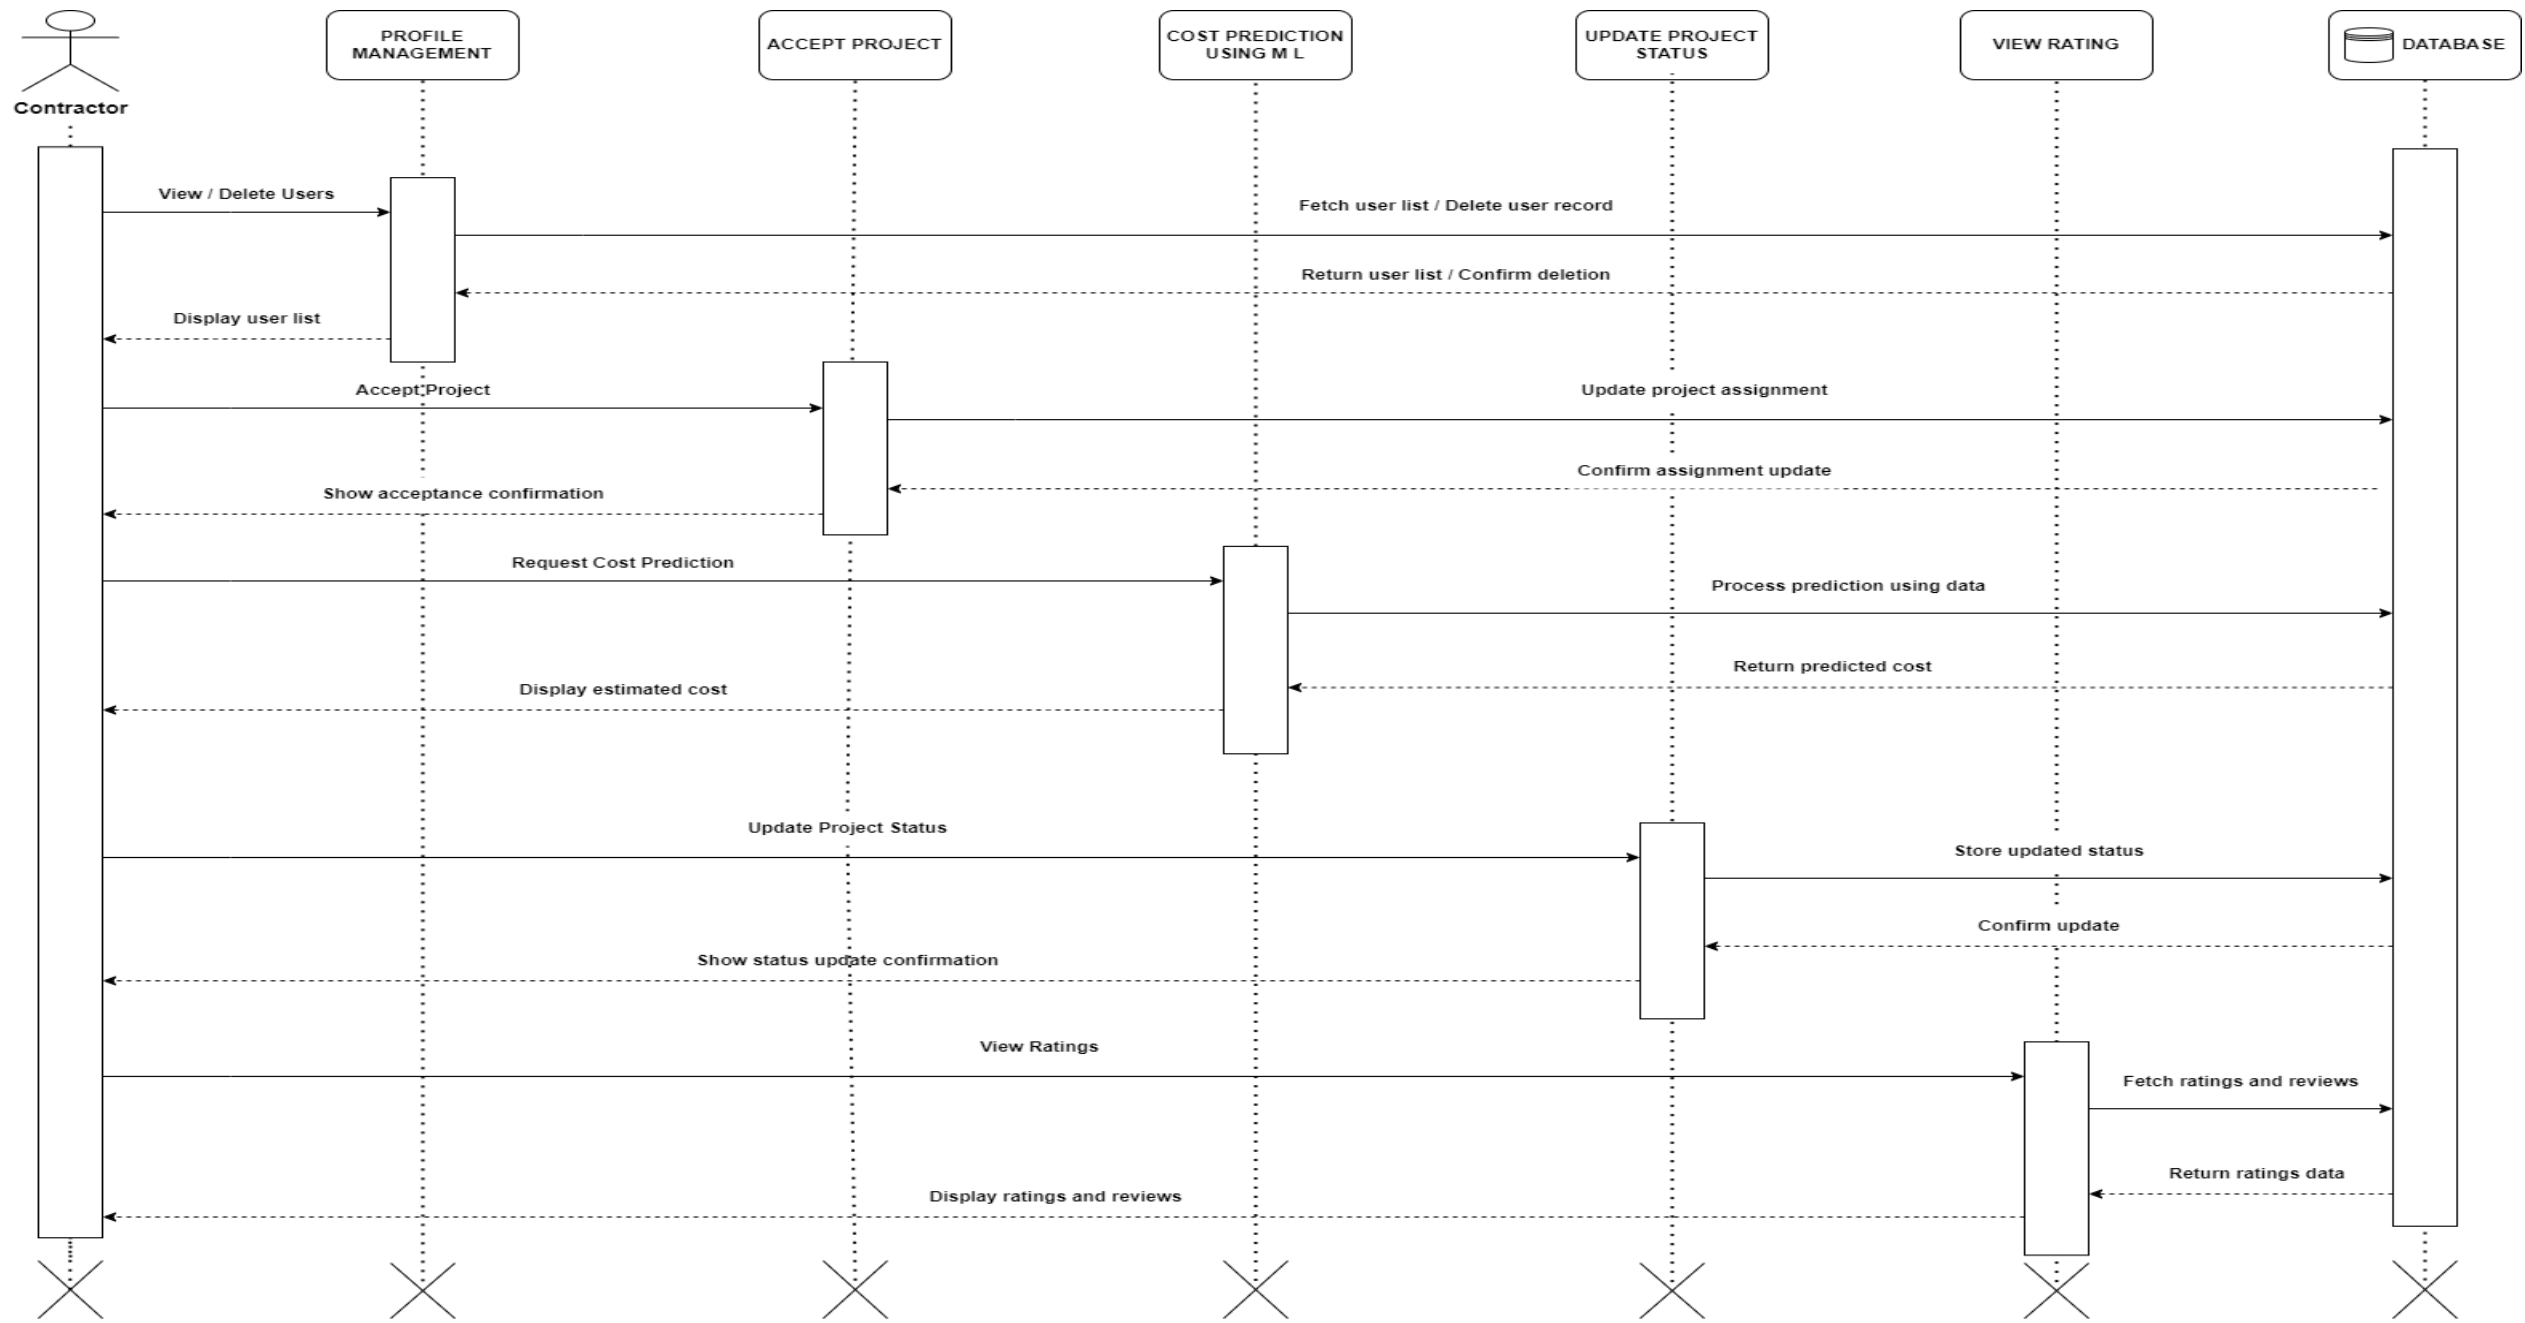 PROFILE
MANAGEMENT
ACCEPT PROJECT
COST PREDICTION
USING M L
UPDATE PROJECT
STATUS
VIEW RATING
DATABASE
Contractor
View / Delete Users
Fetch user list / Delete user record
Return user list / Confirm deletion
Display user list
Accept Project
Update project assignment
Confirm assignment update
Show acceptance confirmation
Request Cost Prediction
Process prediction using data
Return predicted cost
Display estimated cost
Update Project Status
Store updated status
Confirm update
Show status update confirmation
View Ratings
Fetch ratings and reviews
Return ratings data
Display ratings and reviews